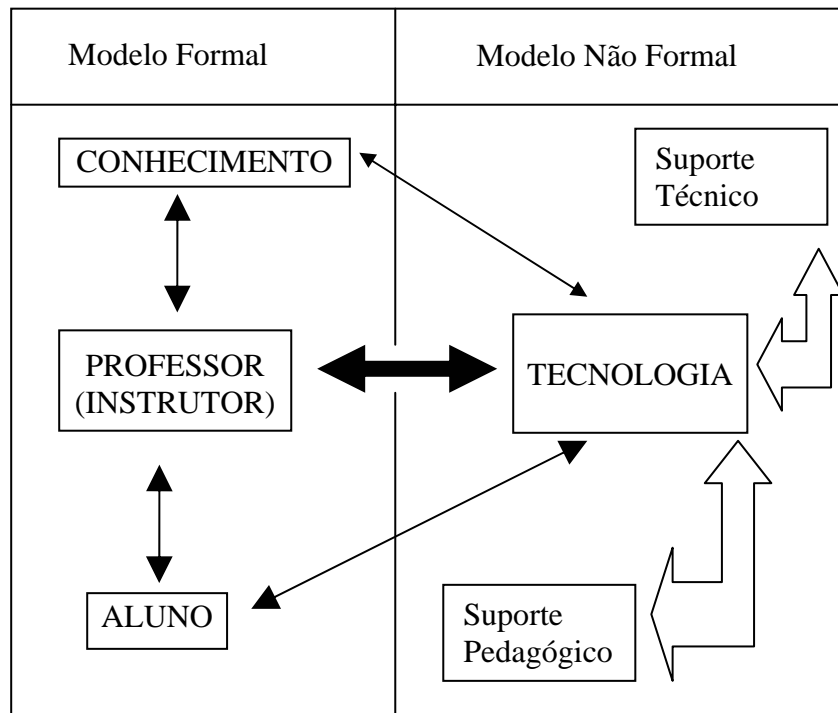 Modelo Formal
Modelo Não Formal
CONHECIMENTO
Suporte
Técnico
PROFESSOR
(INSTRUTOR)
TECNOLOGIA
ALUNO
Suporte
Pedagógico